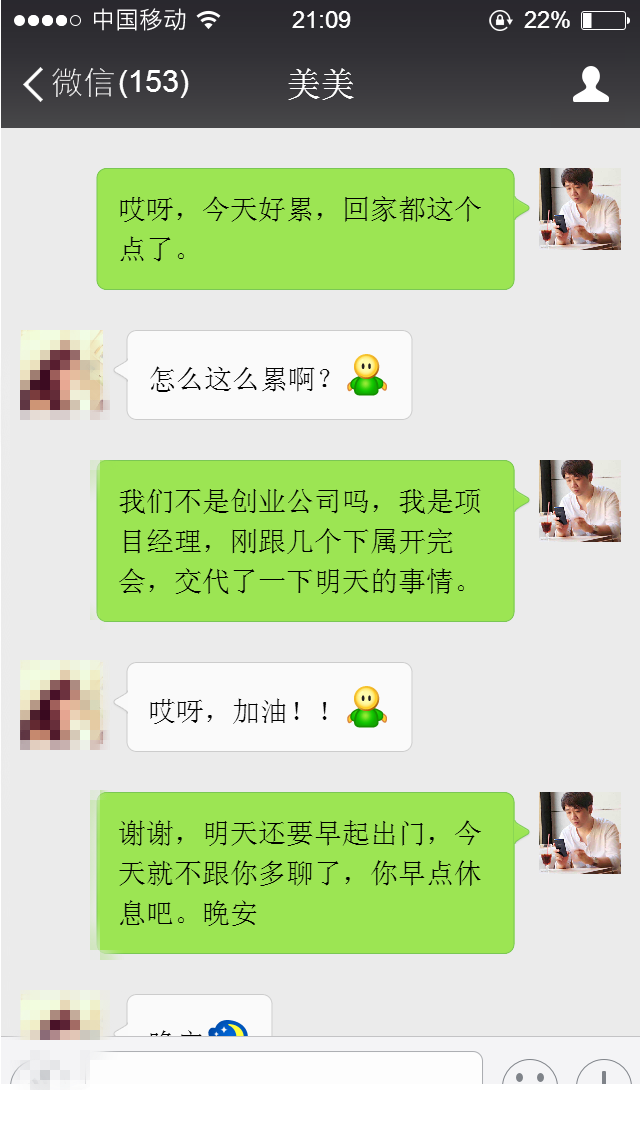 中国移动 21:09 22%
微信(153) 美美
哎呀，今天好累，回家都这个
点了。
怎么这么累啊？
我们不是创业公司吗，我是项
目经理，刚跟几个下属开完
会，交代了一下明天的事情。
哎呀，加油！！
谢谢，明天还要早起出门，今
天就不跟你多聊了，你早点休
息吧。晚安